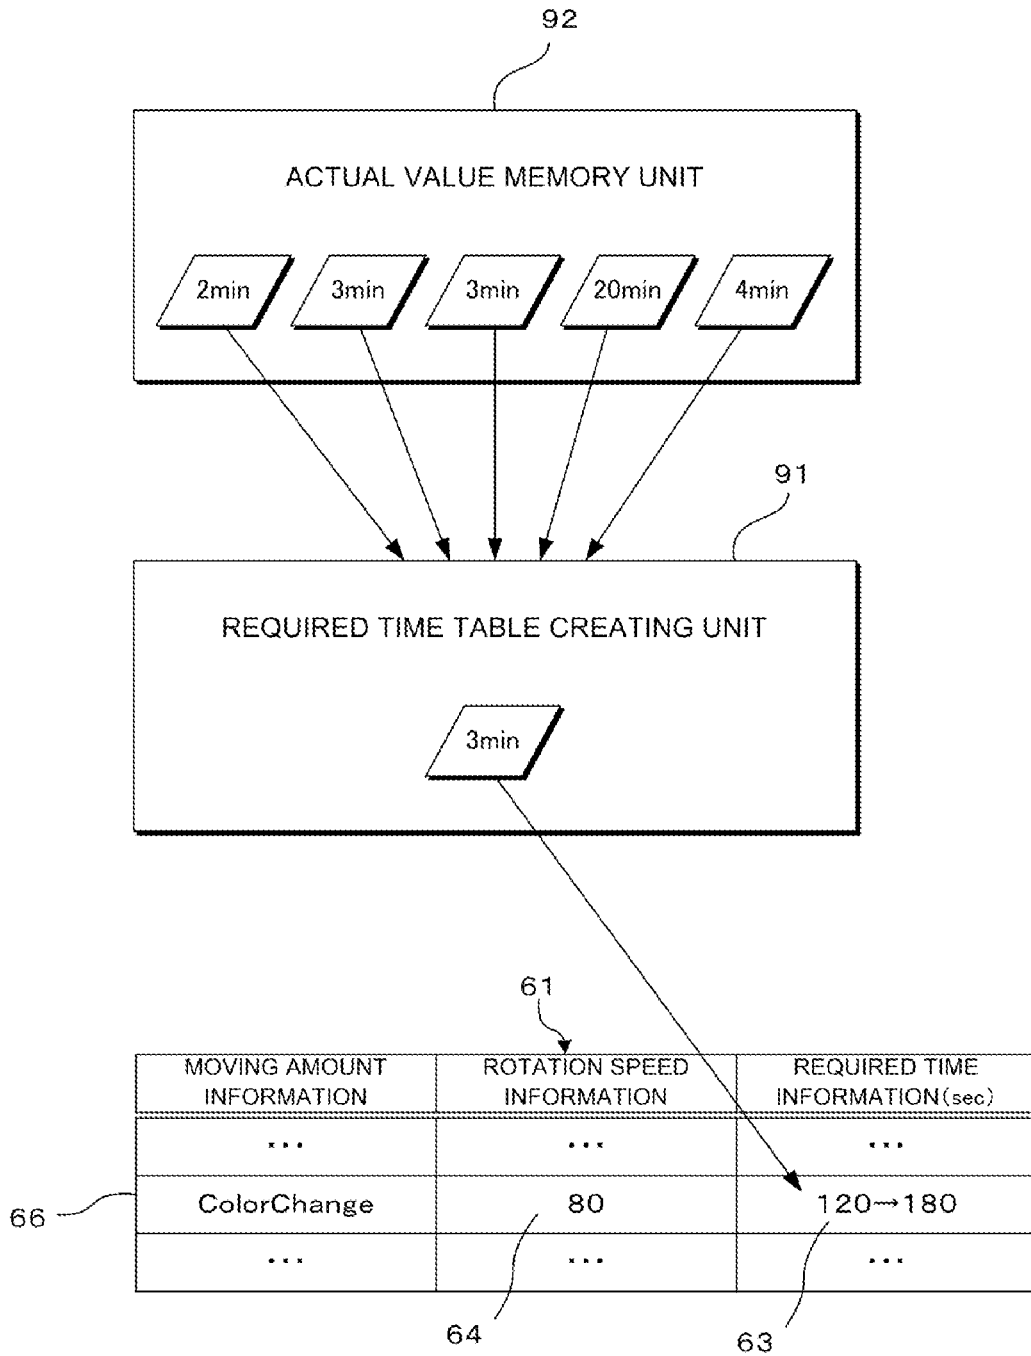 92
ACTUAL VALUE MEMORY UNIT
2min 3min 3min 20min 4min
91
REQUIRED TIME TABLE CREATING UNIT
3min
61
MOVING AMOUNT INFORMATION
ROTATION SPEED INFORMATION
REQUIRED TIME INFORMATION(sec)
... ... ...
66
ColorChange 80 120→180
... ... ...
64
63